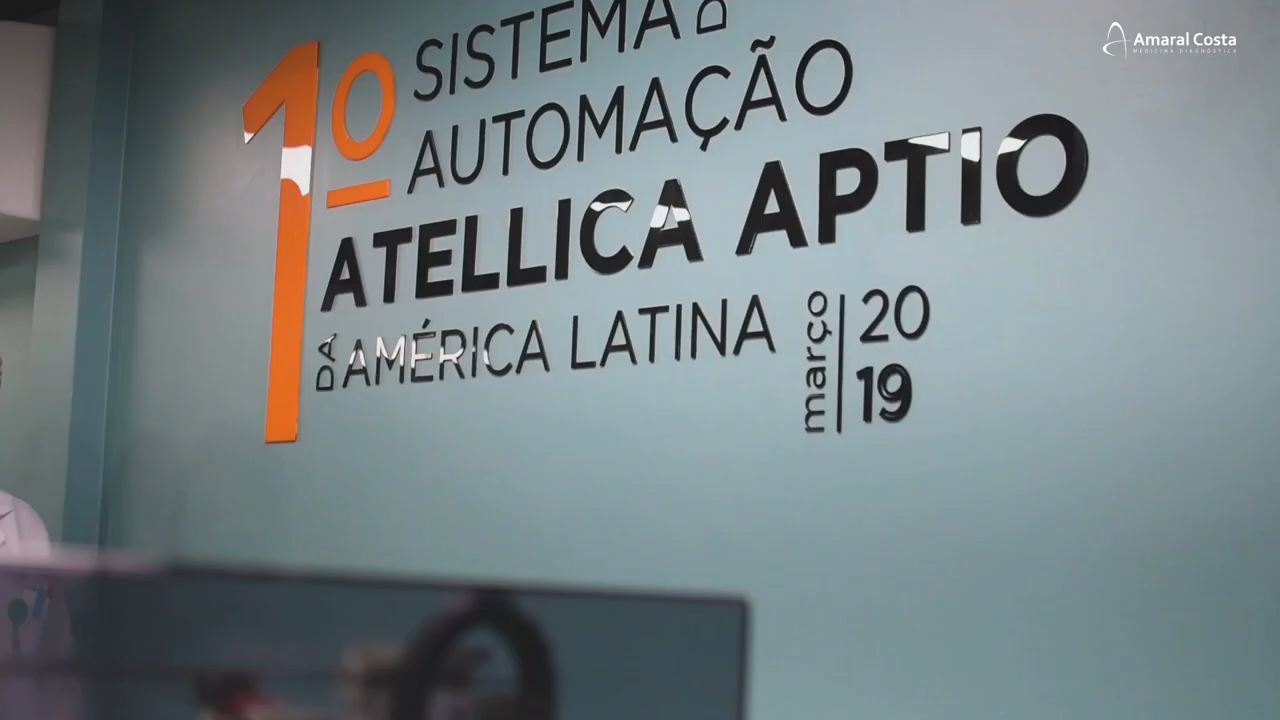 1º SISTEMA D
AUTOMAÇÃO
ATELLICA APTIO
DA AMÉRICA LATINA
março
20
19
Amaral Costa
MEDICINA DIAGNÓSTICA